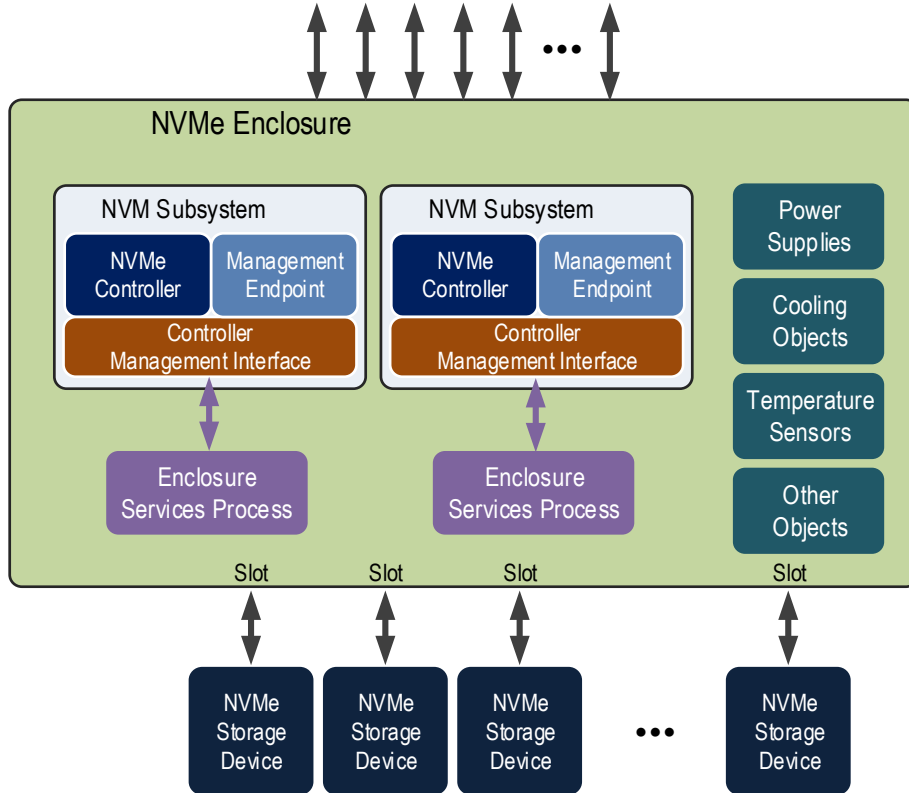 NVMe Enclosure
NVM Subsystem
NVMe
Controller
Management
Endpoint
Controller
Management Interface
Enclosure
Services Process
NVM Subsystem
NVMe
Controller
Management
Endpoint
Controller
Management Interface
Enclosure
Services Process
Power
Supplies
Cooling
Objects
Temperature
Sensors
Other
Objects
Slot
Slot
Slot
Slot
NVMe
Storage
Device
NVMe
Storage
Device
NVMe
Storage
Device
NVMe
Storage
Device